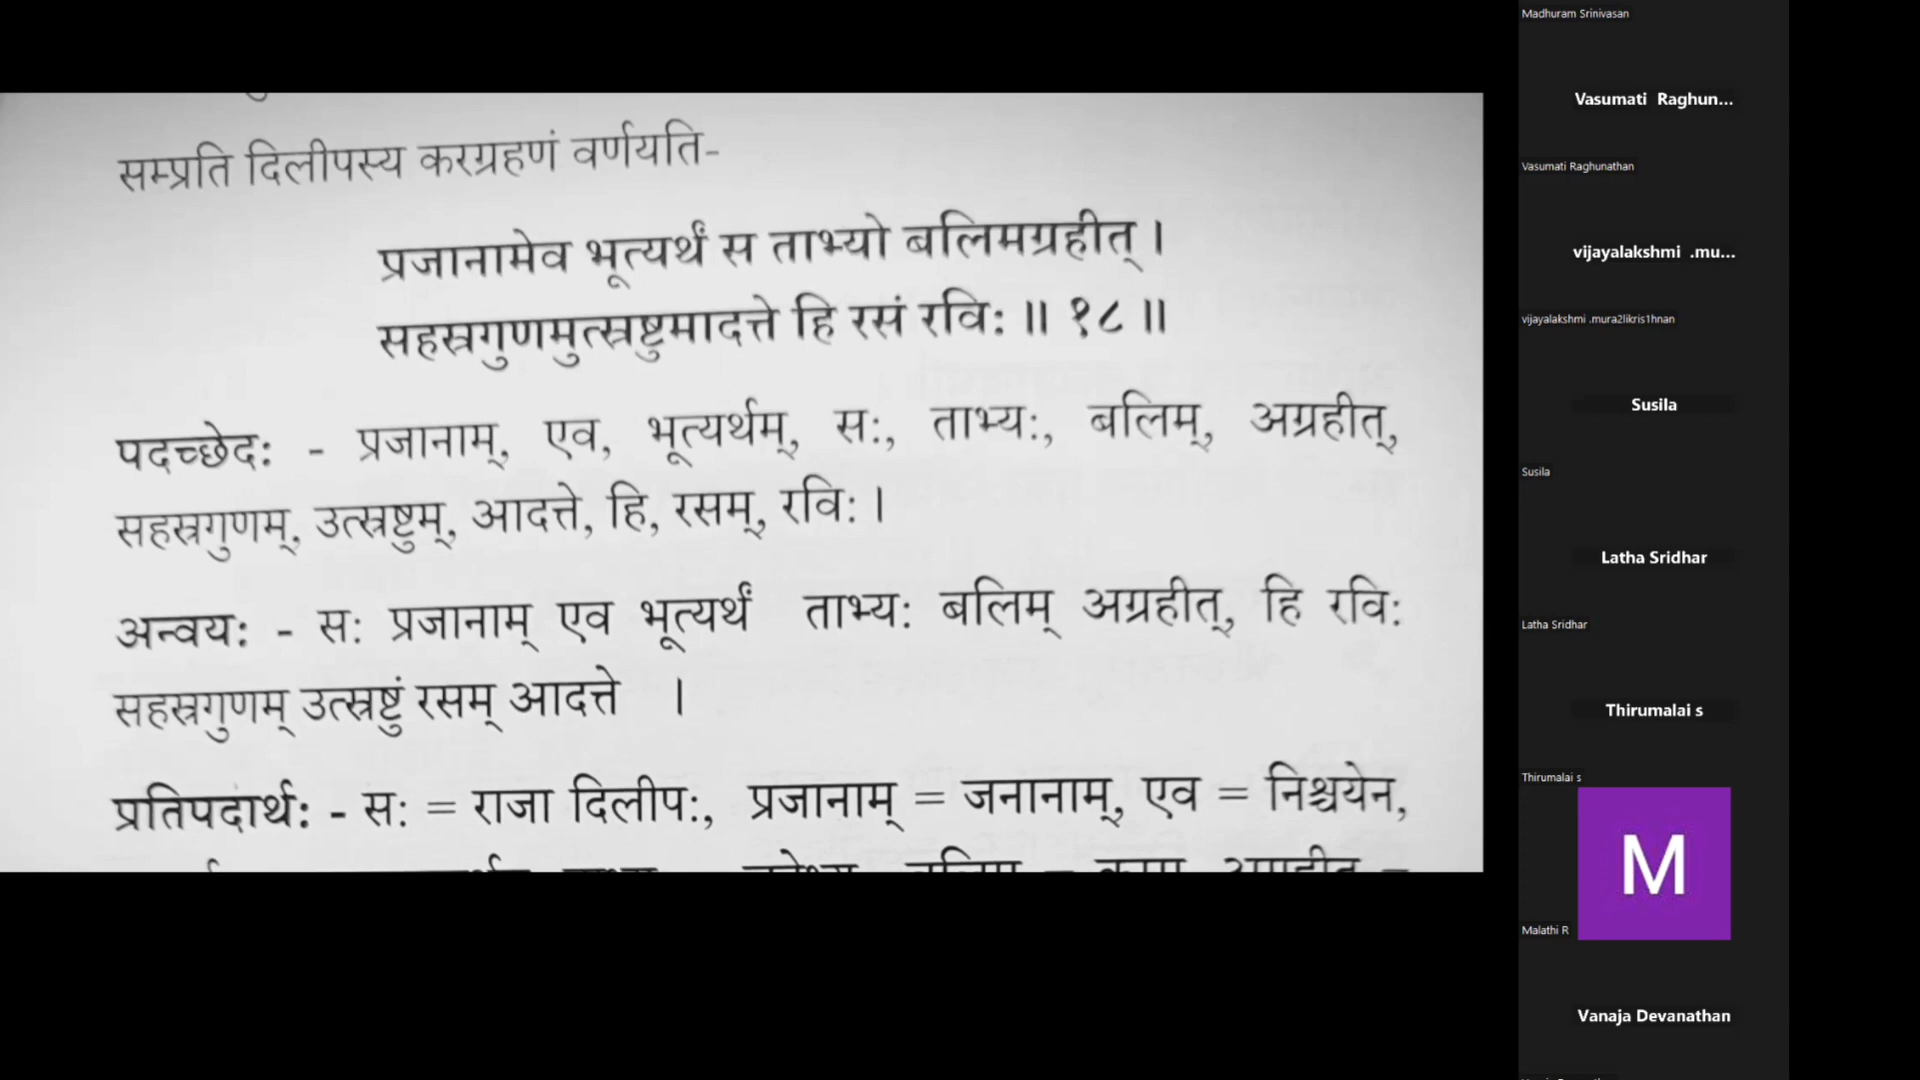 सम्प्रति दिलीपस्य करग्रहणं वर्णयति-
प्रजानामेव भूत्यर्थं स ताभ्यो बलिमग्रहीत् ।
सहस्रगुणमुत्स्रष्टुमादत्ते हि रसं रविः ॥ १८ ॥
पदच्छेदः - प्रजानाम्, एव, भूत्यर्थम्, सः, ताभ्यः, बलिम्, अग्रहीत्,
सहस्रगुणम्, उत्स्रष्टुम्, आदत्ते, हि, रसम्, रविः ।
अन्वयः - सः प्रजानाम् एव भूत्यर्थं ताभ्यः बलिम् अग्रहीत्, हि रविः
सहस्रगुणम् उत्स्रष्टुं रसम् आदत्ते ।
प्रतिपदार्थः - सः = राजा दिलीपः, प्रजानाम् = जनानाम्, एव = निश्चयेन,
Madhuram Srinivasan
Vasumati Raghun...
Vasumati Raghunathan
vijayalakshmi .mu...
vijayalakshmi .mura2likris1hnan
Susila
Susila
Latha Sridhar
Latha Sridhar
Thirumalai s
Thirumalai s
M
Malathi R
Vanaja Devanathan